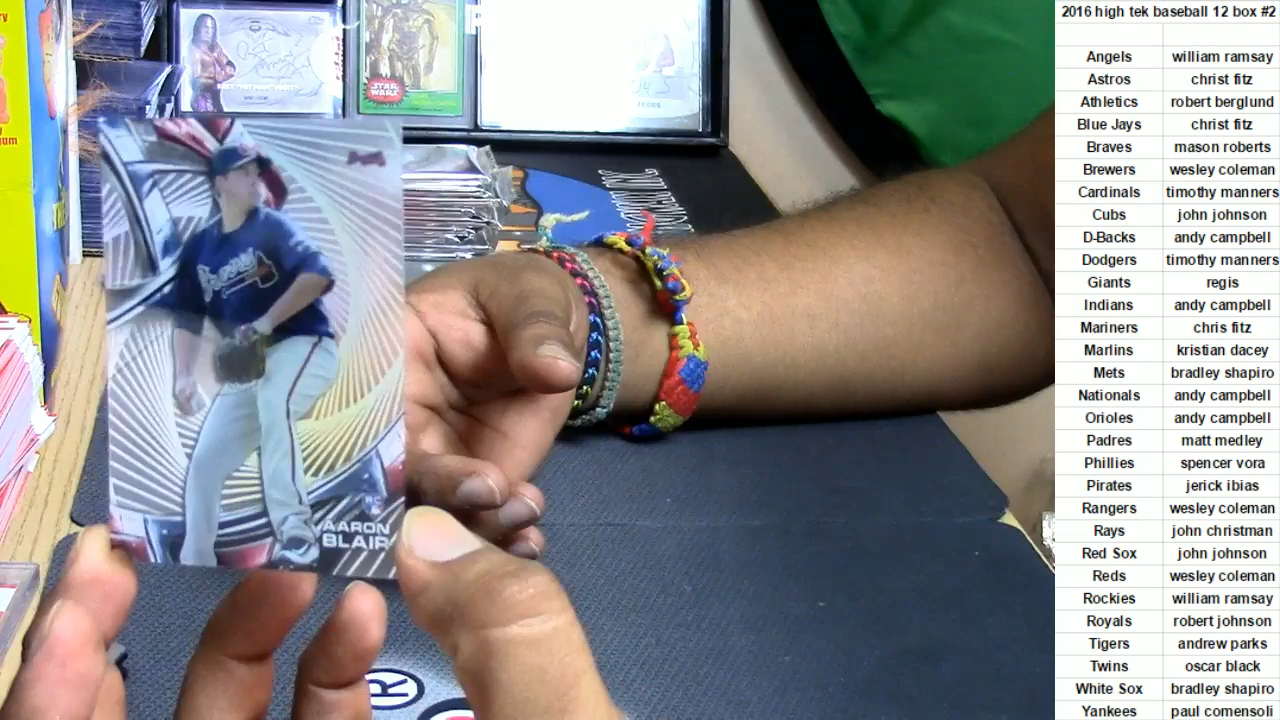 STAR
WARS
Braves
RC
AARON
BLAIR
R
2016 high tek baseball 12 box #2
Angels william ramsay
Astros christ fitz
Athletics robert berglund
Blue Jays christ fitz
Braves mason roberts
Brewers wesley coleman
Cardinals timothy manners
Cubs john johnson
D-Backs andy campbell
Dodgers timothy manners
Giants regis
Indians andy campbell
Mariners chris fitz
Marlins kristian dacey
Mets bradley shapiro
Nationals andy campbell
Orioles andy campbell
Padres matt medley
Phillies spencer vora
Pirates jerick ibias
Rangers wesley coleman
Rays john christman
Red Sox john johnson
Reds wesley coleman
Rockies william ramsay
Royals robert johnson
Tigers andrew parks
Twins oscar black
White Sox bradley shapiro
Yankees paul comensoli